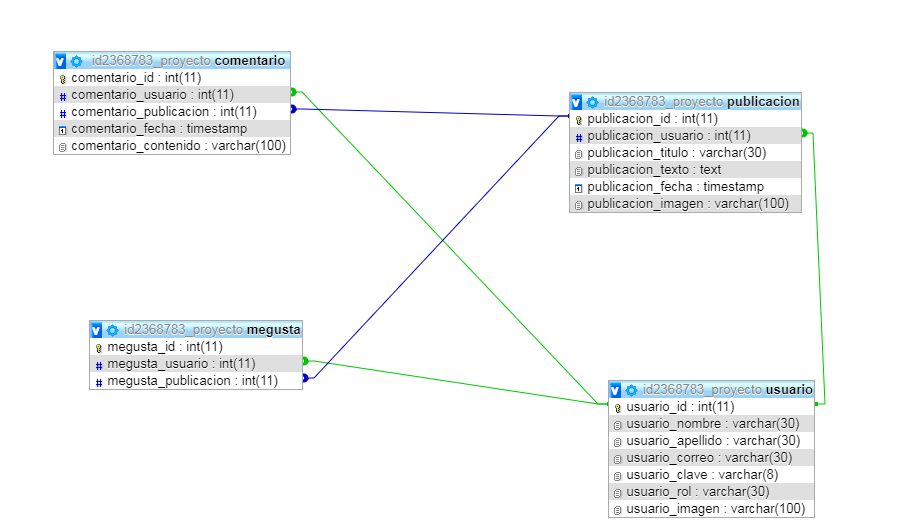 id2368783_proyecto comentario
comentario_id : int(11)
comentario_usuario : int(11)
comentario_publicacion : int(11)
comentario_fecha : timestamp
comentario_contenido : varchar(100)
id2368783_proyecto publicacion
publicacion_id : int(11)
publicacion_usuario : int(11)
publicacion_titulo : varchar(30)
publicacion_texto : text
publicacion_fecha : timestamp
publicacion_imagen : varchar(100)
id2368783_proyecto megusta
megusta_id : int(11)
megusta_usuario : int(11)
megusta_publicacion : int(11)
id2368783_proyecto usuario
usuario_id : int(11)
usuario_nombre : varchar(30)
usuario_apellido : varchar(30)
usuario_correo : varchar(30)
usuario_clave : varchar(8)
usuario_rol : varchar(30)
usuario_imagen : varchar(100)